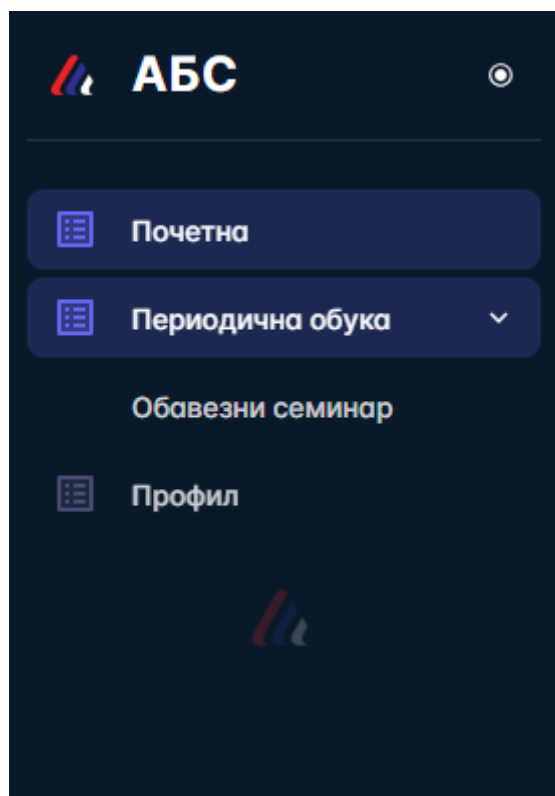 АБС
Почетна
Периодична обука
Обавезни семинар
Профил